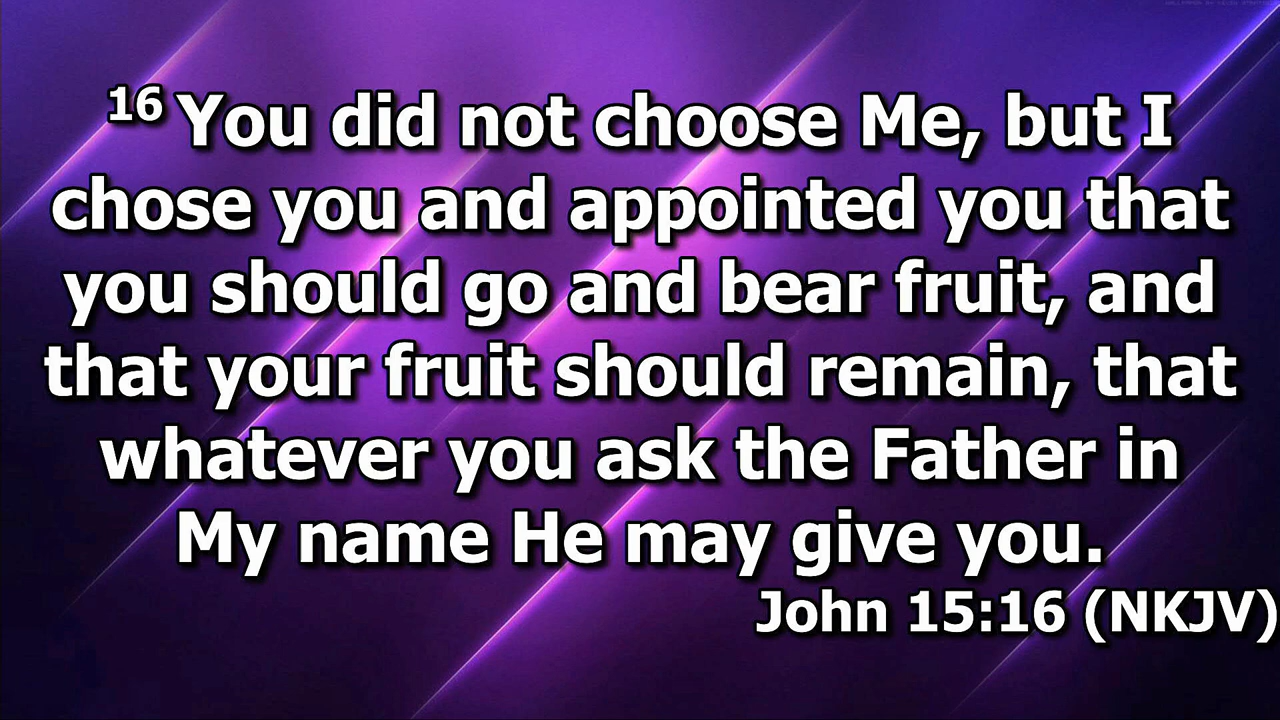 16 You did not choose Me, but I
chose you and appointed you that
you should go and bear fruit, and
that your fruit should remain, that
whatever you ask the Father in
My name He may give you.
John 15:16 (NKJV)